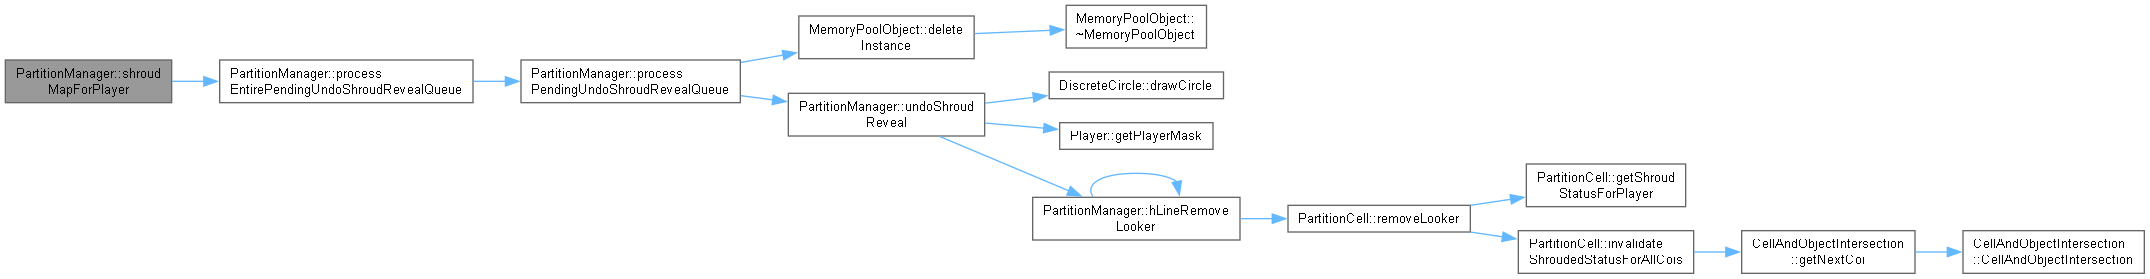 PartitionManager::shroud
MapForPlayer
PartitionManager::process
EntirePendingUndoShroudRevealQueue
PartitionManager::process
PendingUndoShroudRevealQueue
MemoryPoolObject::delete
Instance
MemoryPoolObject::
~MemoryPoolObject
PartitionManager::undoShroud
Reveal
DiscreteCircle::drawCircle
Player::getPlayerMask
PartitionManager::hLineRemove
Looker
PartitionCell::removeLooker
PartitionCell::getShroud
StatusForPlayer
PartitionCell::invalidate
ShroudedStatusForAllCois
CellAndObjectIntersection
::getNextCoi
CellAndObjectIntersection
::CellAndObjectIntersection